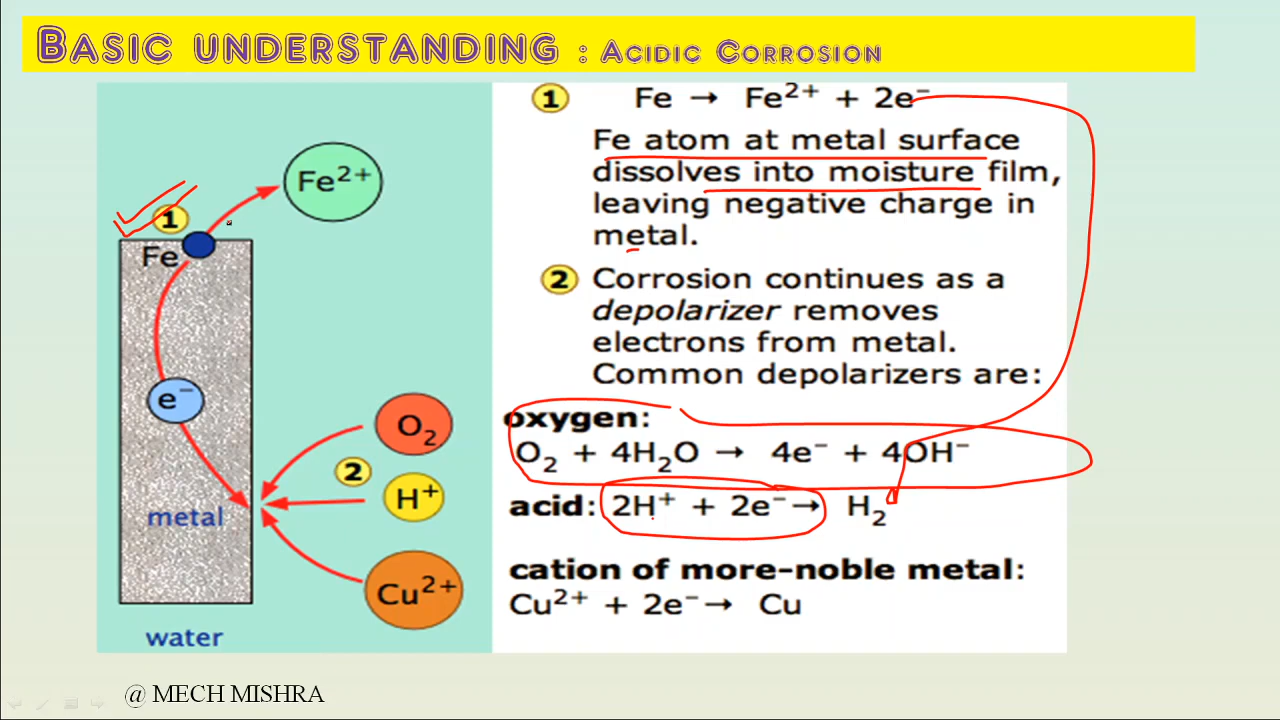 BASIC UNDERSTANDING : ACIDIC CORROSION
1 Fe → Fe²⁺ + 2e⁻
Fe atom at metal surface
dissolves into moisture film,
leaving negative charge in
metal.
2 Corrosion continues as a
depolarizer removes
electrons from metal.
Common depolarizers are:
oxygen:
O₂ + 4H₂O → 4e⁻ + 4OH⁻
acid: 2H⁺ + 2e⁻→ H₂
cation of more-noble metal:
Cu²⁺ + 2e⁻→ Cu
Fe²⁺
1
Fe
e⁻
O₂
2
H⁺
metal
Cu²⁺
water
@ MECH MISHRA